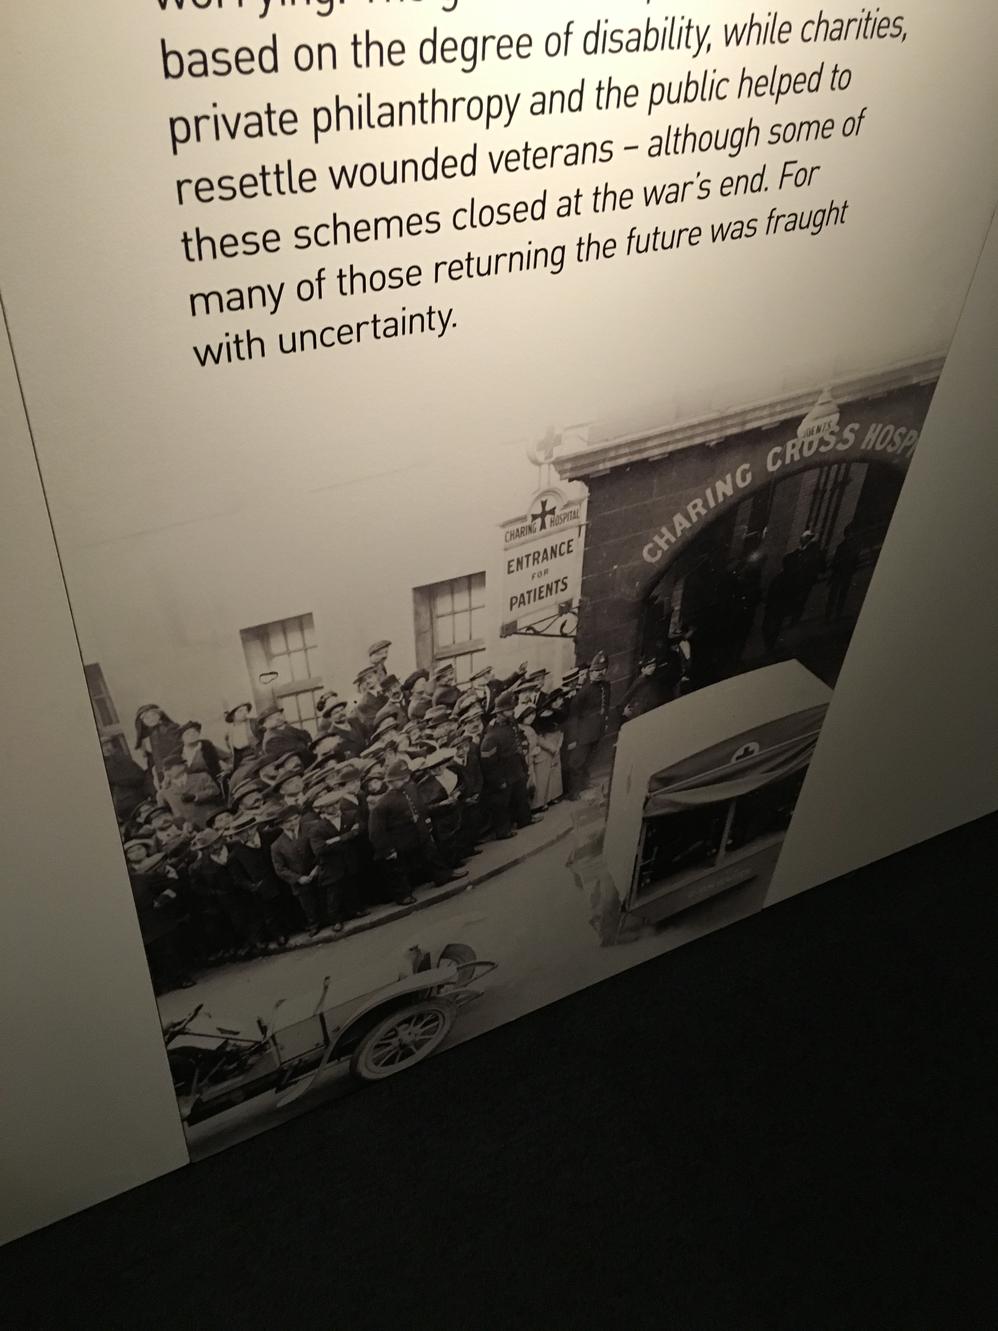 worrying. The
based on the degree of disability, while charities,
private philanthropy and the public helped to
resettle wounded veterans – although some of
these schemes closed at the war's end. For
many of those returning the future was fraught
with uncertainty.
CHARING CROSS HOSP
CHARING HOSPITAL
ENTRANCE
FOR
PATIENTS